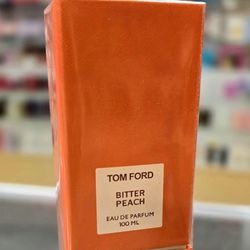 TOM FORD
BITTER
PEACH
EAU DE PARFUM
100 ML